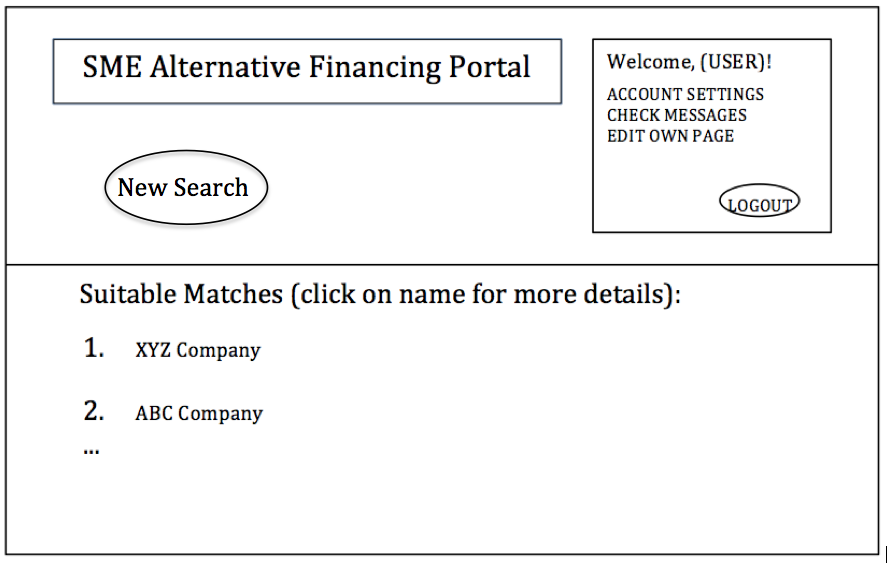 SME Alternative Financing Portal
Welcome, (USER)!
ACCOUNT SETTINGS
CHECK MESSAGES
EDIT OWN PAGE
New Search
LOGOUT
Suitable Matches (click on name for more details):
1. XYZ Company
2. ABC Company
...